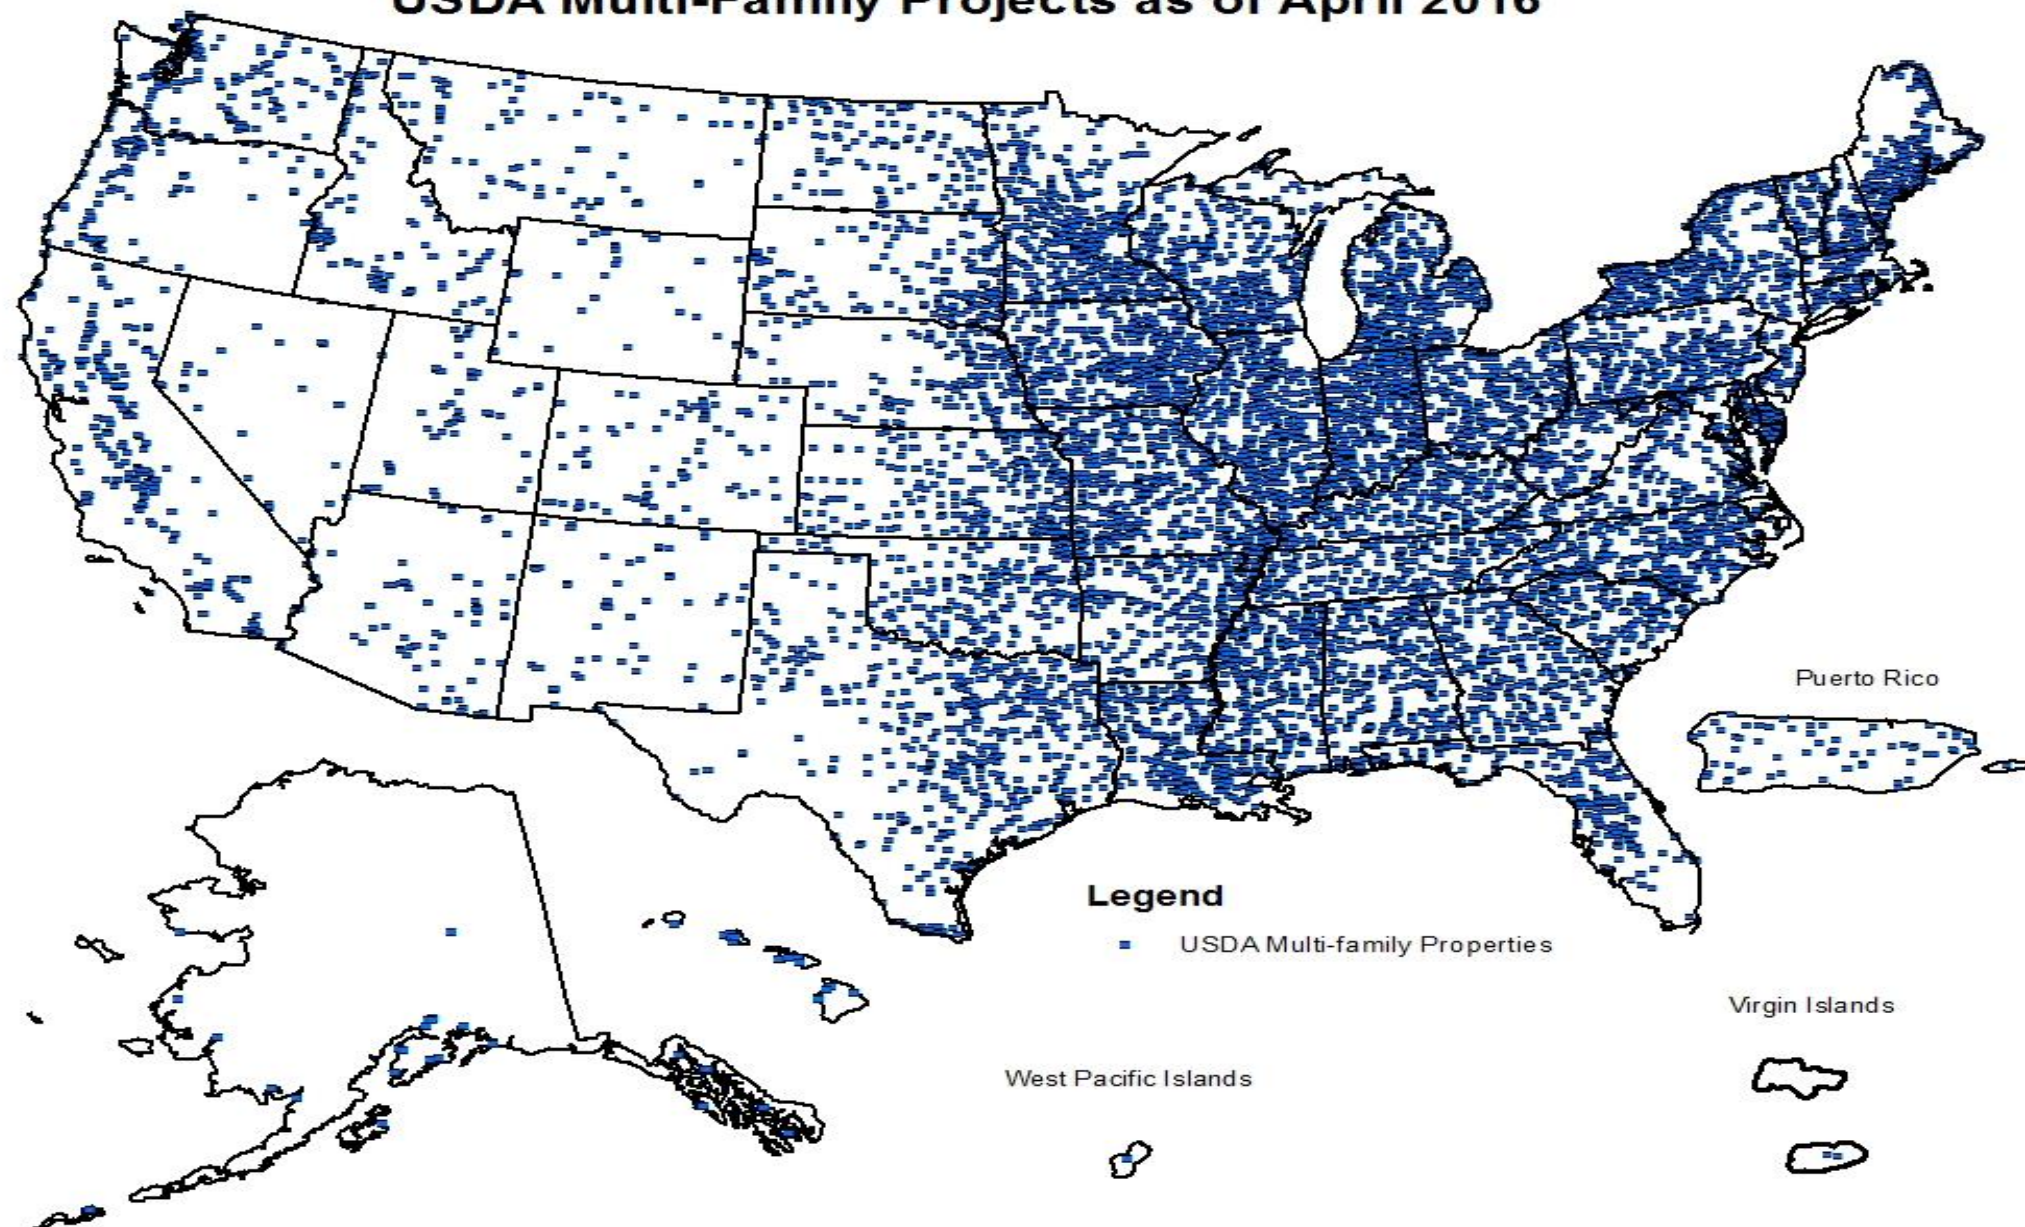 USDA Multi-Family Projects as of April 2016
Puerto Rico
Legend
USDA Multi-family Properties
Virgin Islands
West Pacific Islands